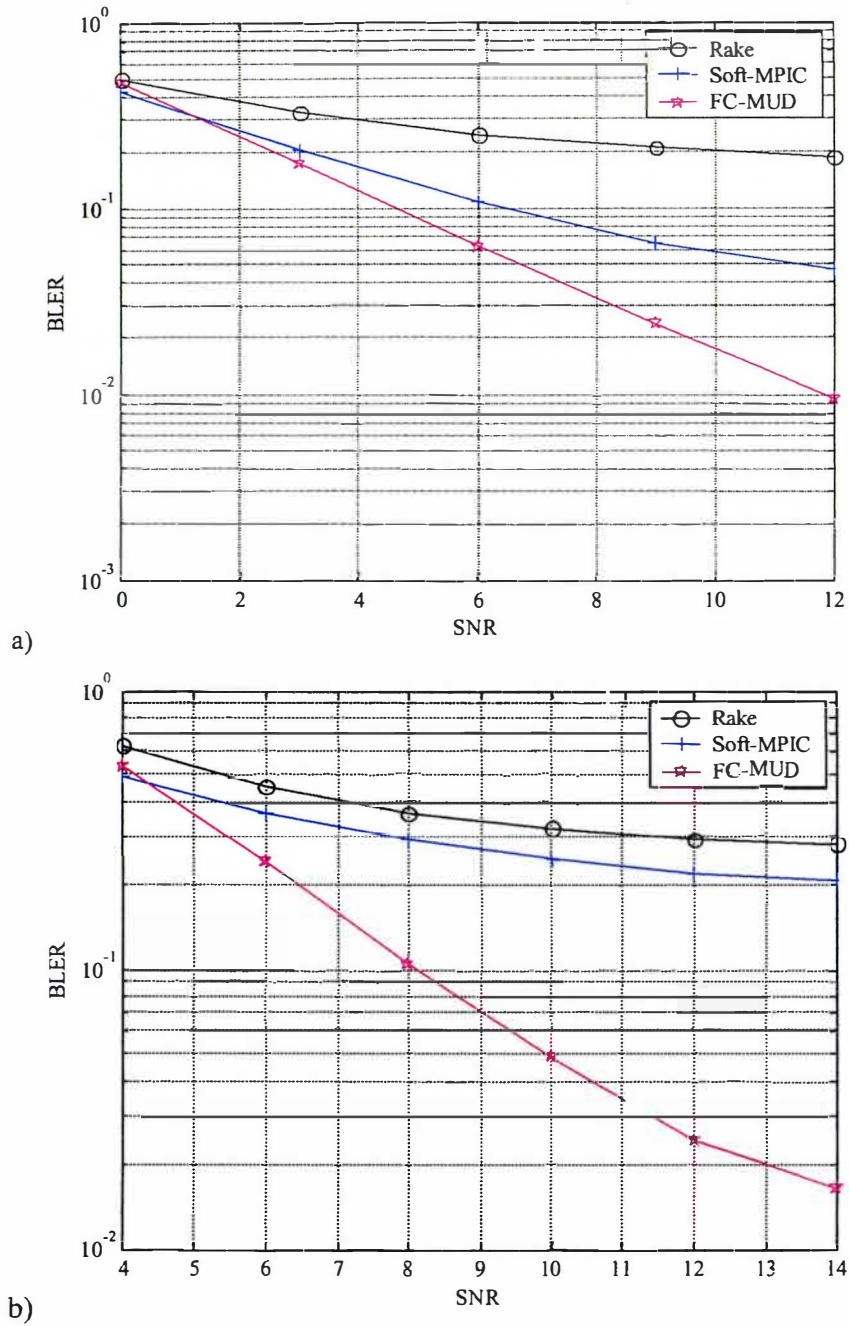 10^0
Rake
Soft-MPIC
FC-MUD
10^-1
BLER
10^-2
10^-3
0 2 4 6 8 10 12
SNR
a)
10^0
Rake
Soft-MPIC
FC-MUD
10^-1
BLER
10^-2
4 5 6 7 8 9 10 11 12 13 14
SNR
b)